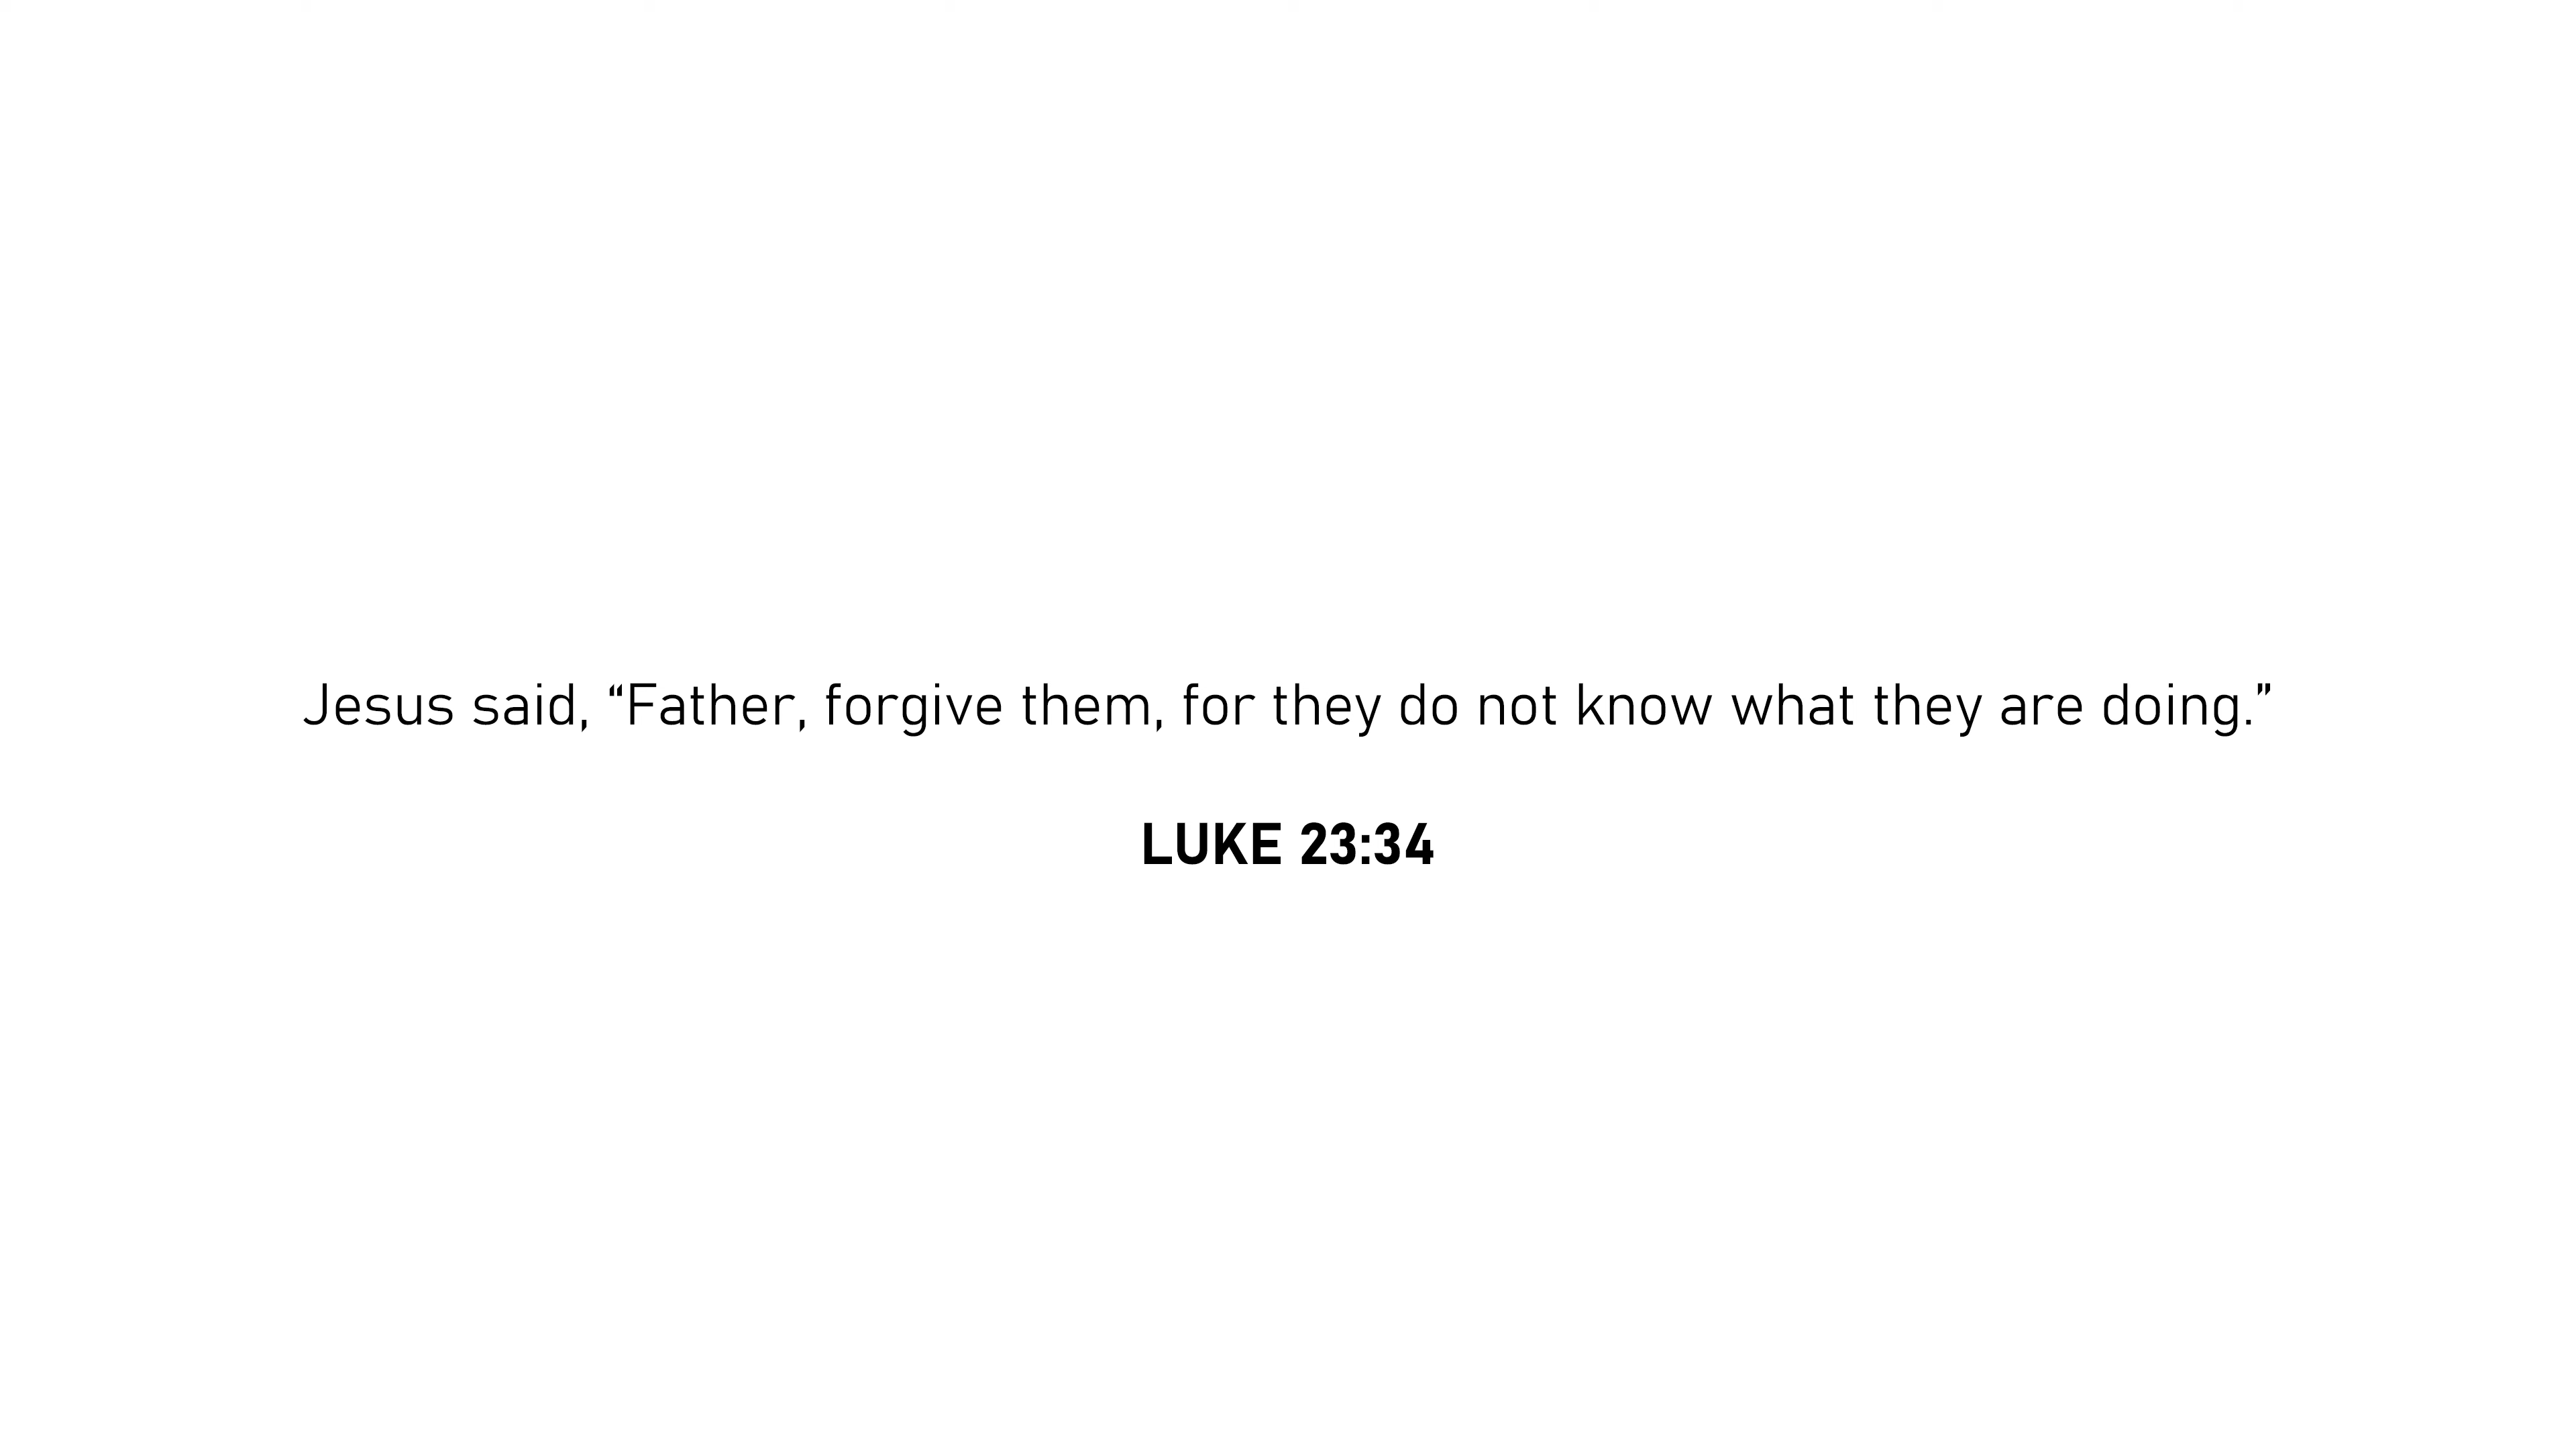 Jesus said, “Father, forgive them, for they do not know what they are doing.”
LUKE 23:34